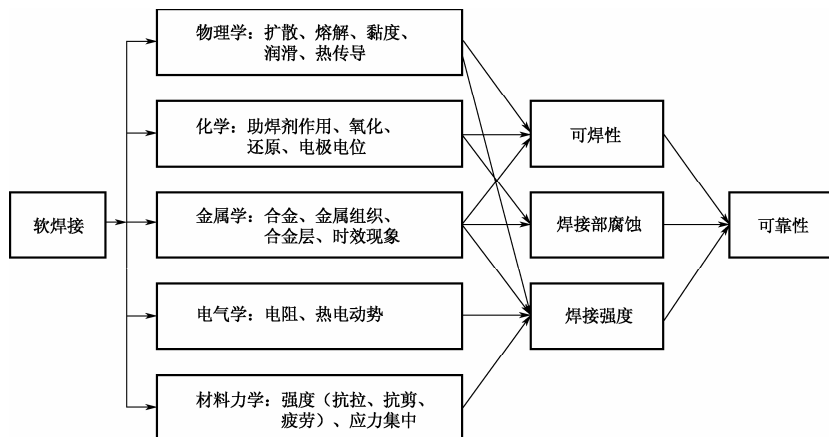 物理学：扩散、熔解、黏度、
润滑、热传导
化学：助焊剂作用、氧化、
还原、电极电位
可焊性
软焊接
金属学：合金、金属组织、
合金层、时效现象
焊接部腐蚀
可靠性
电气学：电阻、热电动势
焊接强度
材料力学：强度（抗拉、抗剪、
疲劳）、应力集中